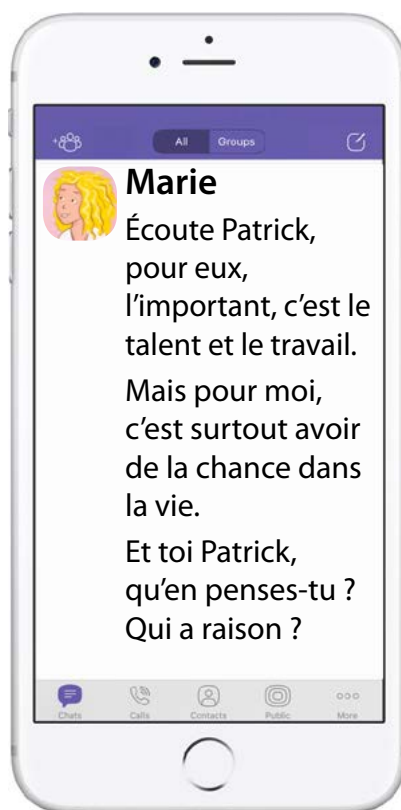 All Groups
Marie
Écoute Patrick,
pour eux,
l’important, c’est le
talent et le travail.
Mais pour moi,
c’est surtout avoir
de la chance dans
la vie.
Et toi Patrick,
qu’en penses-tu ?
Qui a raison ?
Chats Calls Contacts Public More